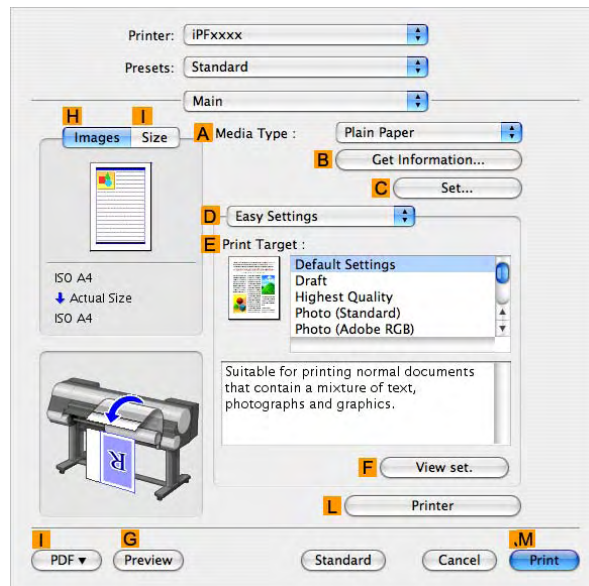 Printer: iPFxxxx
Presets: Standard
Main
H I
Images Size
A Media Type : Plain Paper
B Get Information...
C Set...
D Easy Settings
E Print Target :
Default Settings
Draft
Highest Quality
Photo (Standard)
Photo (Adobe RGB)
ISO A4
Actual Size
ISO A4
Suitable for printing normal documents
that contain a mixture of text,
photographs and graphics.
R
F View set.
L Printer
I G .M
PDF Preview Standard Cancel Print